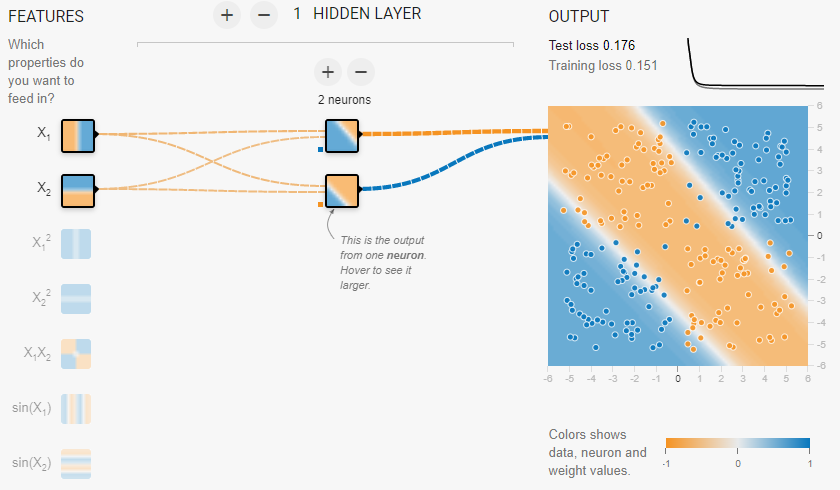 FEATURES
Which
properties do
you want to
feed in?
X1
X2
X1²
X2²
X1X2
sin(X1)
sin(X2)
+ − 1 HIDDEN LAYER
+ −
2 neurons
This is the output
from one neuron.
Hover to see it
larger.
OUTPUT
Test loss 0.176
Training loss 0.151
6
5
4
3
2
1
0
-1
-2
-3
-4
-5
-6
-6 -5 -4 -3 -2 -1 0 1 2 3 4 5 6
Colors shows
data, neuron and
weight values.
-1 0 1